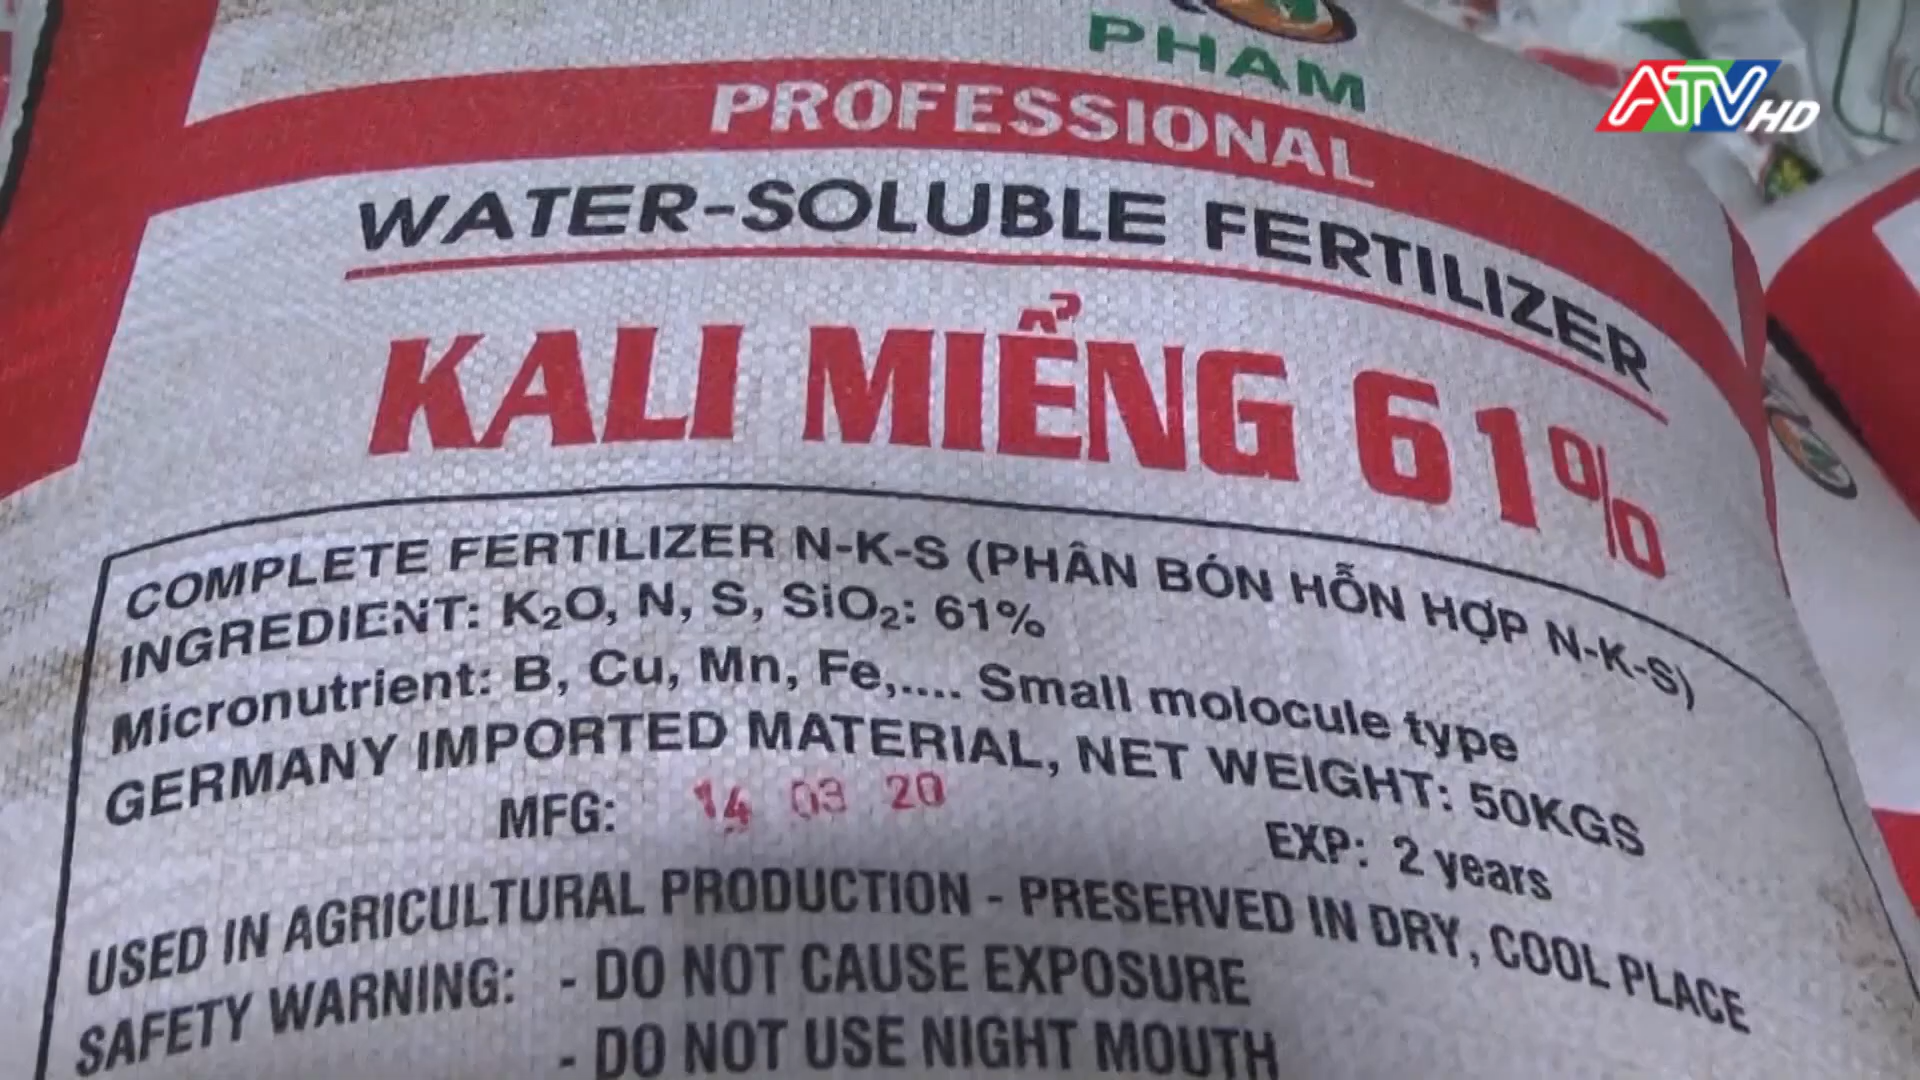 PHAM
ATV HD
PROFESSIONAL
WATER-SOLUBLE FERTILIZER
KALI MIỂNG 61%
COMPLETE FERTILIZER N-K-S (PHÂN BÓN HỖN HỢP N-K-S)
INGREDIENT: K₂O, N, S, SiO₂: 61%
Micronutrient: B, Cu, Mn, Fe,.... Small molocule type
GERMANY IMPORTED MATERIAL, NET WEIGHT: 50KGS
MFG: 14 03 20 EXP: 2 years
USED IN AGRICULTURAL PRODUCTION - PRESERVED IN DRY, COOL PLACE
SAFETY WARNING: - DO NOT CAUSE EXPOSURE
- DO NOT USE NIGHT MOUTH